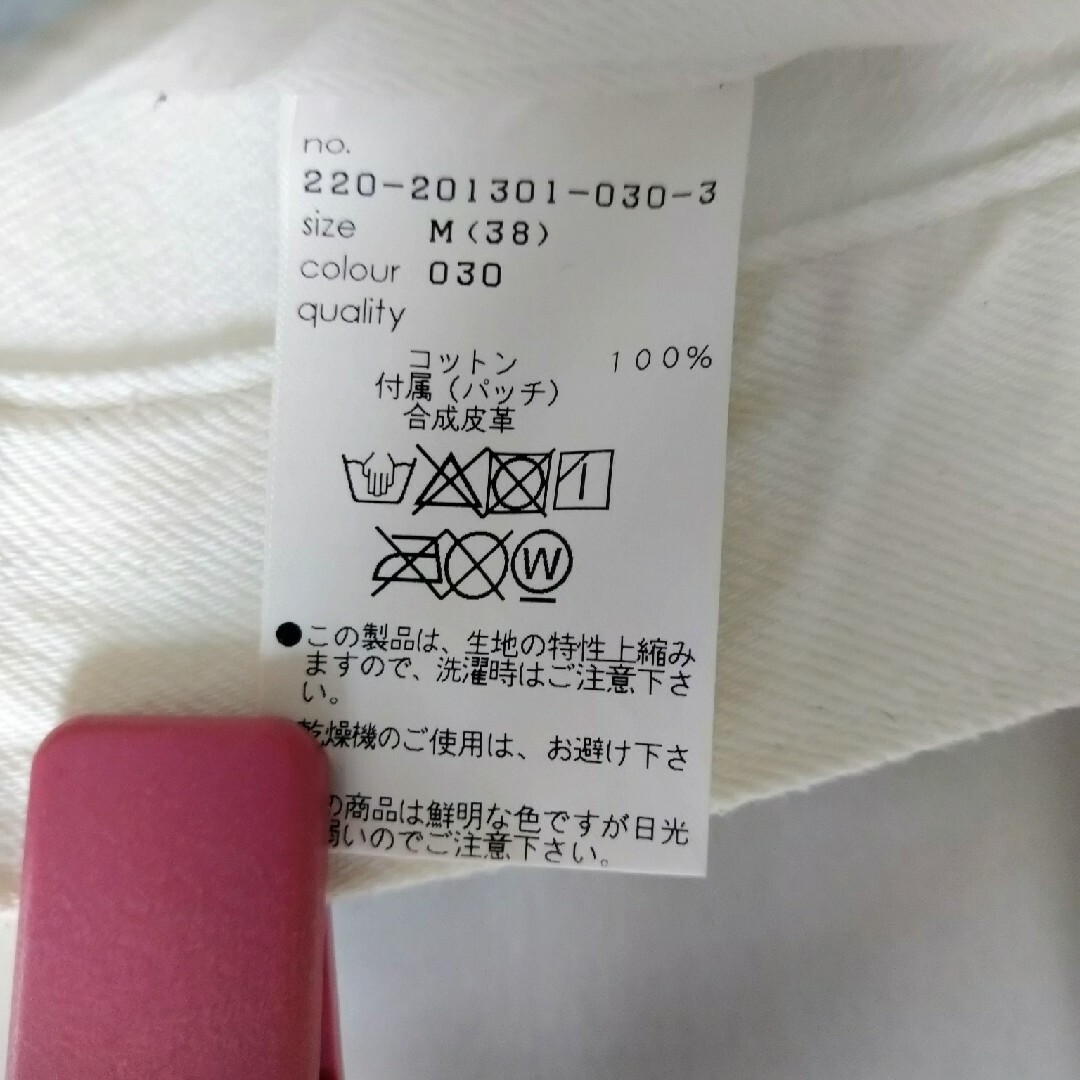 no.
220-201301-030-3
size M(38)
colour 030
quality
コットン 100%
付属(パッチ)
合成皮革
W
●この製品は、生地の特性上縮み
ますので、洗濯時はご注意下さ
い。
乾燥機のご使用は、お避け下さ
の商品は鮮明な色ですが日光
弱いのでご注意下さい。